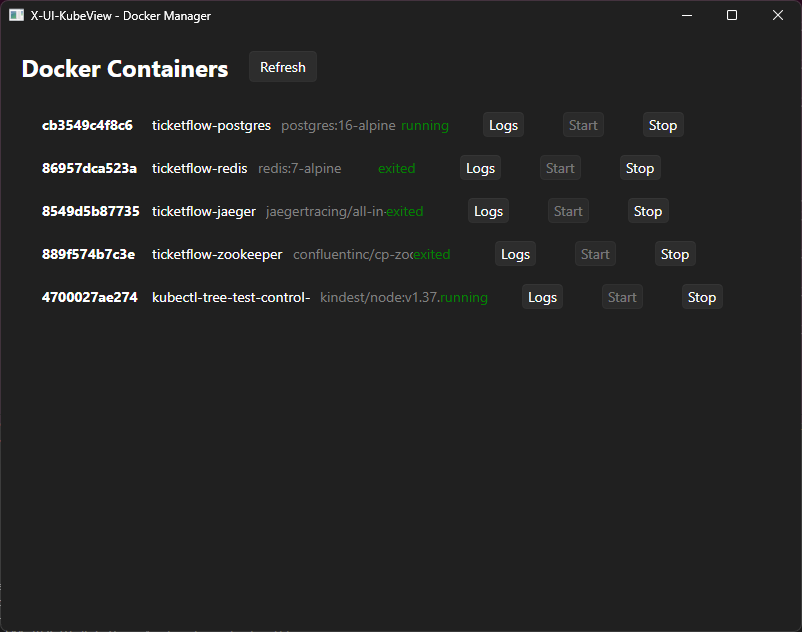 X-UI-KubeView - Docker Manager
Docker Containers Refresh
cb3549c4f8c6 ticketflow-postgres postgres:16-alpine running Logs Start Stop
86957dca523a ticketflow-redis redis:7-alpine exited Logs Start Stop
8549d5b87735 ticketflow-jaeger jaegertracing/all-in- exited Logs Start Stop
889f574b7c3e ticketflow-zookeeper confluentinc/cp-zoo exited Logs Start Stop
4700027ae274 kubectl-tree-test-control- kindest/node:v1.37. running Logs Start Stop